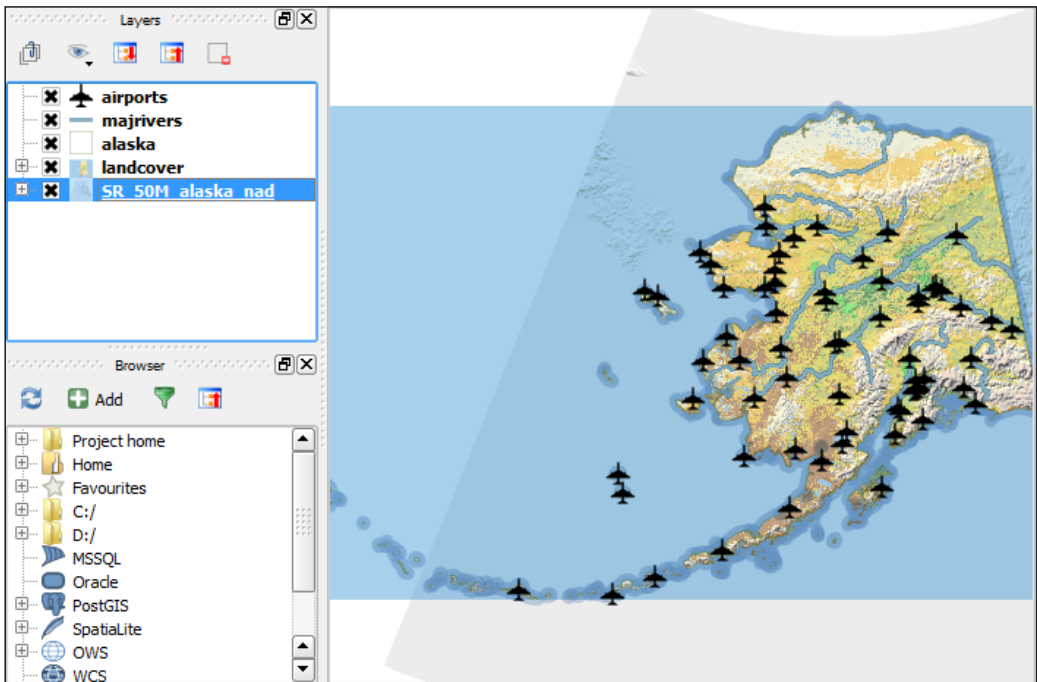 Layers
airports
majrivers
alaska
landcover
SR_50M_alaska_nad
Browser
Add
Project home
Home
Favourites
C:/
D:/
MSSQL
Oracle
PostGIS
SpatiaLite
OWS
WCS